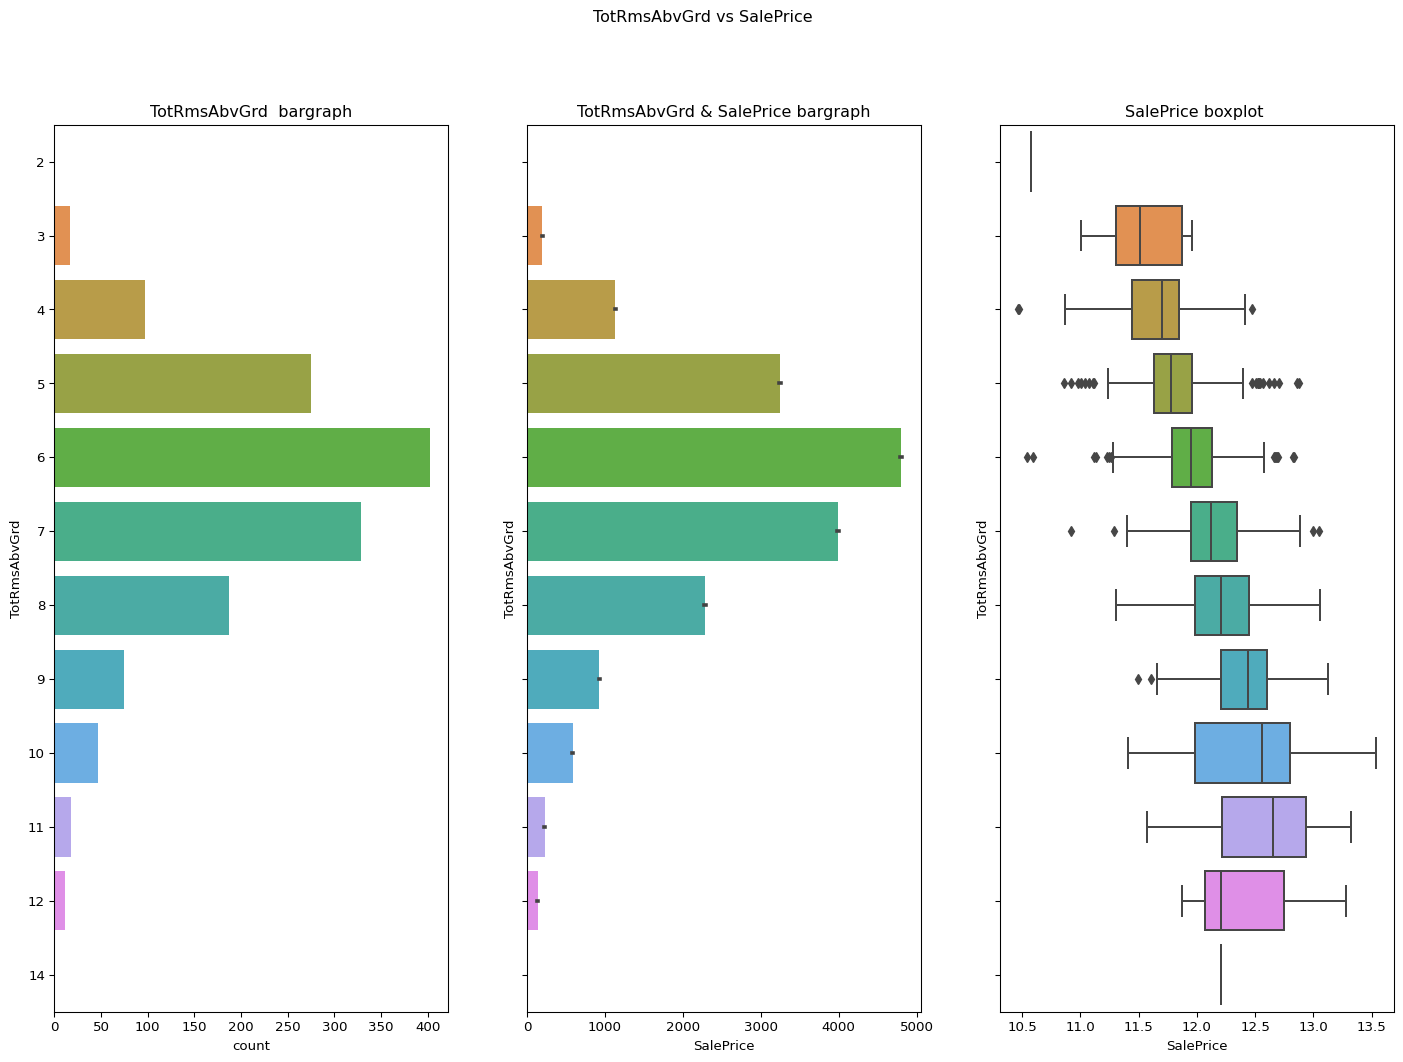 TotRmsAbvGrd vs SalePrice
TotRmsAbvGrd  bargraph
TotRmsAbvGrd
2
3
4
5
6
7
8
9
10
11
12
14
0 50 100 150 200 250 300 350 400
count
TotRmsAbvGrd & SalePrice bargraph
TotRmsAbvGrd
0 1000 2000 3000 4000 5000
SalePrice
SalePrice boxplot
TotRmsAbvGrd
10.5 11.0 11.5 12.0 12.5 13.0 13.5
SalePrice